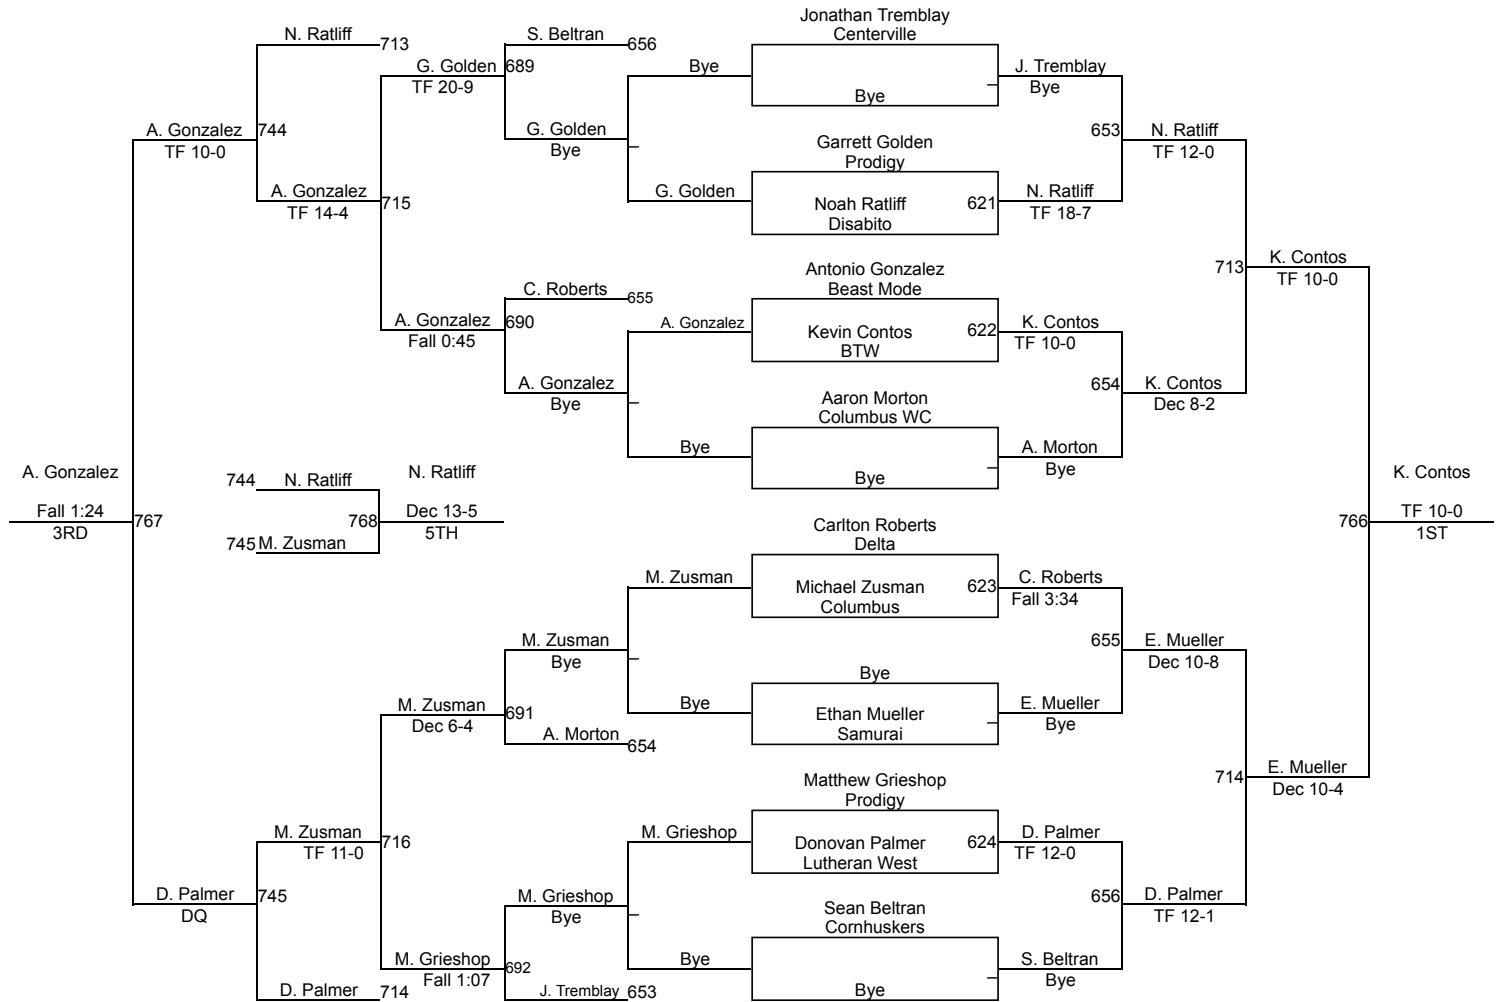 Jonathan Tremblay
N. Ratliff
S. Beltran
Centerville
713
656
G. Golden
689
Bye
J. Tremblay
TF 20-9
Bye
Bye
A. Gonzalez
744
G. Golden
653
N. Ratliff
TF 10-0
Bye
Garrett Golden
TF 12-0
Prodigy
A. Gonzalez
G. Golden
N. Ratliff
715
Noah Ratliff
621
TF 14-4
TF 18-7
Disabito
K. Contos
713
Antonio Gonzalez
TF 10-0
C. Roberts
Beast Mode
655
A. Gonzalez
690
A. Gonzalez
Kevin Contos
622
K. Contos
Fall 0:45
TF 10-0
BTW
A. Gonzalez
654
K. Contos
Bye
Aaron Morton
Dec 8-2
Columbus WC
Bye
A. Morton
A. Gonzalez
744
N. Ratliff
N. Ratliff
Bye
Bye
K. Contos
Fall 1:24
767
768
Dec 13-5
766
TF 10-0
3RD
5TH
1ST
745
M. Zusman
Carlton Roberts
Delta
M. Zusman
Michael Zusman
623
C. Roberts
Columbus
Fall 3:34
M. Zusman
655
E. Mueller
Bye
Dec 10-8
Bye
M. Zusman
691
Bye
Ethan Mueller
E. Mueller
Dec 6-4
Samurai
Bye
A. Morton
654
714
E. Mueller
Matthew Grieshop
Dec 10-4
Prodigy
M. Zusman
716
M. Grieshop
Donovan Palmer
624
D. Palmer
TF 11-0
Lutheran West
TF 12-0
D. Palmer
745
M. Grieshop
656
D. Palmer
DQ
Bye
Sean Beltran
TF 12-1
Cornhuskers
M. Grieshop
692
Bye
S. Beltran
Fall 1:07
Bye
D. Palmer
714
J. Tremblay
653
Bye